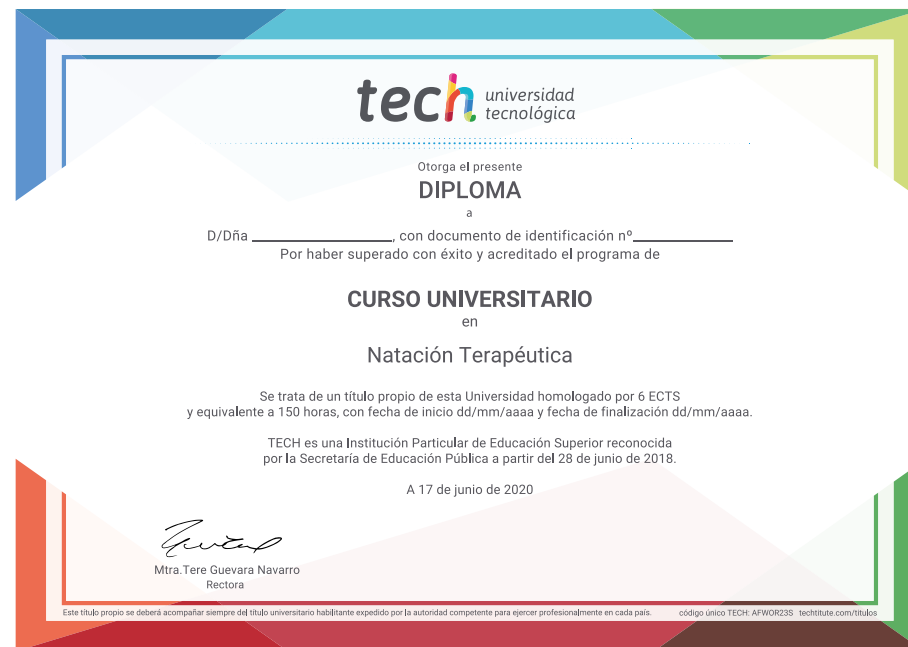 tech universidad
tecnológica
Otorga el presente
DIPLOMA
a
D/Dña ____________________, con documento de identificación nº______________
Por haber superado con éxito y acreditado el programa de
CURSO UNIVERSITARIO
en
Natación Terapéutica
Se trata de un título propio de esta Universidad homologado por 6 ECTS
y equivalente a 150 horas, con fecha de inicio dd/mm/aaaa y fecha de finalización dd/mm/aaaa.
TECH es una Institución Particular de Educación Superior reconocida
por la Secretaría de Educación Pública a partir del 28 de junio de 2018.
A 17 de junio de 2020
Mtra.Tere Guevara Navarro
Rectora
Este título propio se deberá acompañar siempre del título universitario habilitante expedido por la autoridad competente para ejercer profesionalmente en cada país. código único TECH: AFWOR23S techtitute.com/titulos